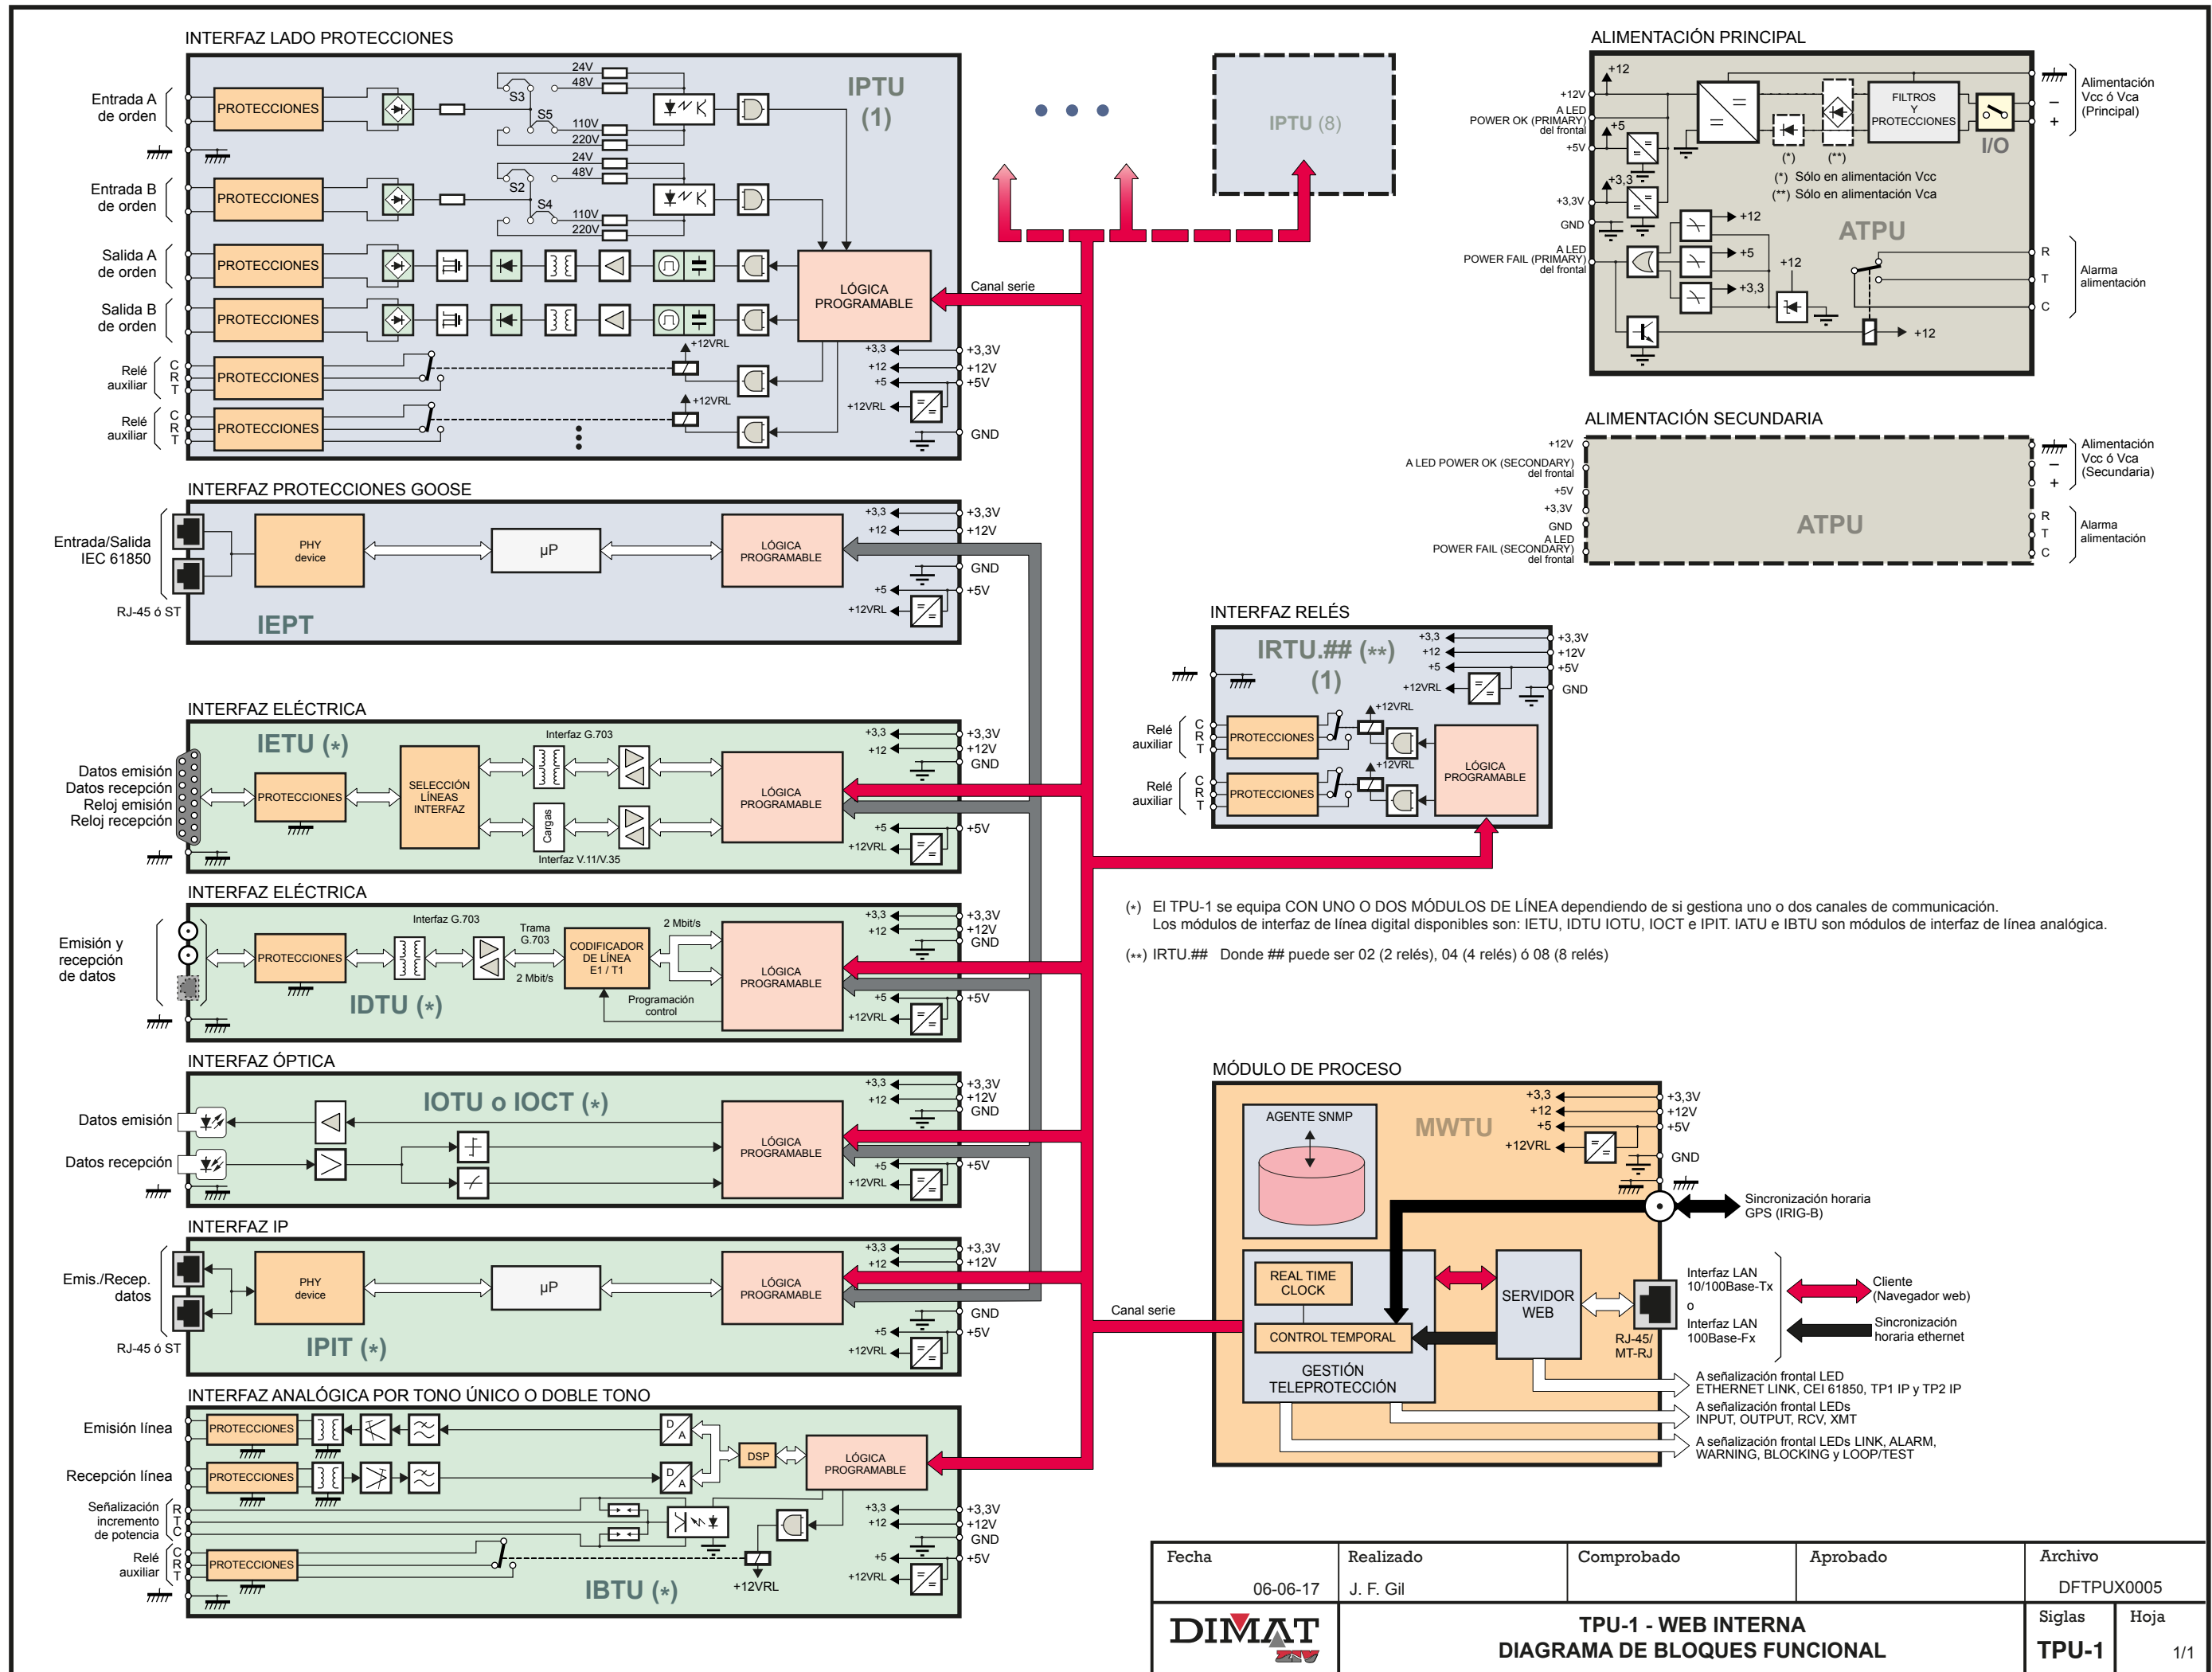 INTERFAZ LADO PROTECCIONES
IPTU
(1)
Entrada A
de orden
PROTECCIONES
S3
24V
48V
S5
110V
220V
Entrada B
de orden
PROTECCIONES
S2
24V
48V
S4
110V
220V
Salida A
de orden
PROTECCIONES
Salida B
de orden
PROTECCIONES
LÓGICA
PROGRAMABLE
Canal serie
Relé
auxiliar
C
R
T
PROTECCIONES
+12VRL
Relé
auxiliar
C
R
T
PROTECCIONES
+12VRL
+3,3
+3,3V
+12
+12V
+5
+5V
+12VRL
GND
IPTU (8)
ALIMENTACIÓN PRINCIPAL
+12
+12V
A LED
POWER OK (PRIMARY)
del frontal
+5
+5V
+3,3
+3,3V
GND
A LED
POWER FAIL (PRIMARY)
del frontal
FILTROS
Y
PROTECCIONES
I/O
(*)
(**)
(*) Sólo en alimentación Vcc
(**) Sólo en alimentación Vca
ATPU
+12
+5
+3,3
+12
+12
Alimentación
Vcc ó Vca
(Principal)
–
+
R
T
C
Alarma
alimentación
ALIMENTACIÓN SECUNDARIA
+12V
A LED POWER OK (SECONDARY)
del frontal
+5V
+3,3V
GND
A LED
POWER FAIL (SECONDARY)
del frontal
ATPU
Alimentación
Vcc ó Vca
(Secundaria)
–
+
R
T
C
Alarma
alimentación
INTERFAZ PROTECCIONES GOOSE
Entrada/Salida
IEC 61850
RJ-45 ó ST
PHY
device
µP
LÓGICA
PROGRAMABLE
IEPT
+3,3
+3,3V
+12
+12V
GND
+5
+5V
+12VRL
INTERFAZ RELÉS
IRTU.## (**)
(1)
+3,3
+3,3V
+12
+12V
+5
+5V
+12VRL
GND
Relé
auxiliar
C
R
T
PROTECCIONES
+12VRL
Relé
auxiliar
C
R
T
PROTECCIONES
+12VRL
LÓGICA
PROGRAMABLE
INTERFAZ ELÉCTRICA
IETU (*)
Datos emisión
Datos recepción
Reloj emisión
Reloj recepción
PROTECCIONES
SELECCIÓN
LÍNEAS
INTERFAZ
Interfaz G.703
Cargas
Interfaz V.11/V.35
LÓGICA
PROGRAMABLE
+3,3
+3,3V
+12
+12V
GND
+5
+5V
+12VRL
INTERFAZ ELÉCTRICA
Emisión y
recepción
de datos
PROTECCIONES
Interfaz G.703
Trama
G.703
2 Mbit/s
CODIFICADOR
DE LÍNEA
E1 / T1
2 Mbit/s
Programación
control
LÓGICA
PROGRAMABLE
IDTU (*)
+3,3
+3,3V
+12
+12V
GND
+5
+5V
+12VRL
(*) El TPU-1 se equipa CON UNO O DOS MÓDULOS DE LÍNEA dependiendo de si gestiona uno o dos canales de comunicación.
Los módulos de interfaz de línea digital disponibles son: IETU, IDTU IOTU, IOCT e IPIT. IATU e IBTU son módulos de interfaz de línea analógica.
(**) IRTU.## Donde ## puede ser 02 (2 relés), 04 (4 relés) ó 08 (8 relés)
INTERFAZ ÓPTICA
IOTU o IOCT (*)
Datos emisión
Datos recepción
LÓGICA
PROGRAMABLE
+3,3
+3,3V
+12
+12V
GND
+5
+5V
+12VRL
INTERFAZ IP
Emis./Recep.
datos
RJ-45 ó ST
PHY
device
µP
LÓGICA
PROGRAMABLE
IPIT (*)
+3,3
+3,3V
+12
+12V
GND
+5
+5V
+12VRL
MÓDULO DE PROCESO
AGENTE SNMP
MWTU
+3,3
+3,3V
+12
+12V
+5
+5V
+12VRL
GND
Sincronización horaria
GPS (IRIG-B)
REAL TIME
CLOCK
CONTROL TEMPORAL
GESTIÓN
TELEPROTECCIÓN
Canal serie
SERVIDOR
WEB
RJ-45/
MT-RJ
Interfaz LAN
10/100Base-Tx
o
Interfaz LAN
100Base-Fx
Cliente
(Navegador web)
Sincronización
horaria ethernet
A señalización frontal LED
ETHERNET LINK, CEI 61850, TP1 IP y TP2 IP
A señalización frontal LEDs
INPUT, OUTPUT, RCV, XMT
A señalización frontal LEDs LINK, ALARM,
WARNING, BLOCKING y LOOP/TEST
INTERFAZ ANALÓGICA POR TONO ÚNICO O DOBLE TONO
Emisión línea
PROTECCIONES
D
A
Recepción línea
PROTECCIONES
D
A
DSP
LÓGICA
PROGRAMABLE
Señalización
incremento
de potencia
R
T
C
Relé
auxiliar
C
R
T
PROTECCIONES
+12VRL
IBTU (*)
+3,3
+3,3V
+12
+12V
GND
+5
+5V
+12VRL
Fecha
06-06-17
Realizado
J. F. Gil
Comprobado
Aprobado
Archivo
DFTPUX0005
DIMAT
ZIV
TPU-1 - WEB INTERNA
DIAGRAMA DE BLOQUES FUNCIONAL
Siglas
TPU-1
Hoja
1/1